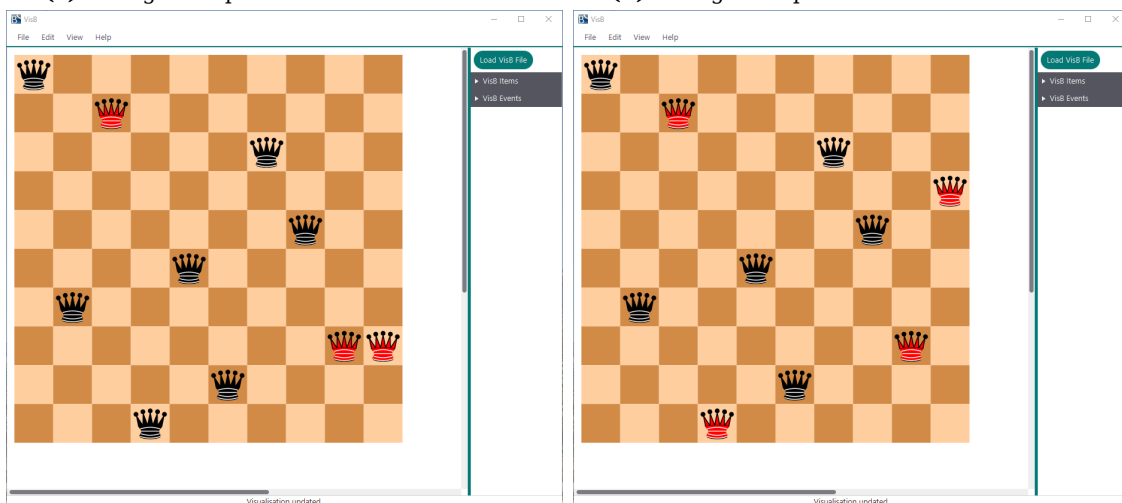 VisB
File Edit View Help
Load VisB File
VisB Items
VisB Events
Visualisation updated
VisB
File Edit View Help
Load VisB File
VisB Items
VisB Events
Visualisation updated